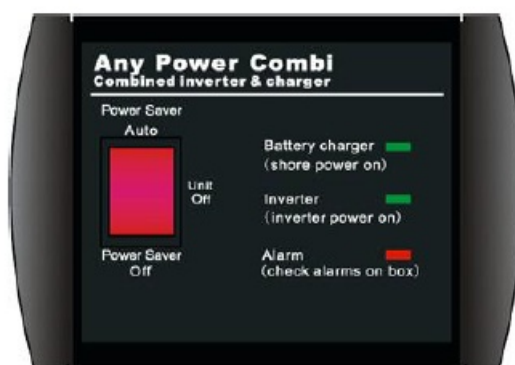 Any Power Combi
Combined inverter & charger
Power Saver
Auto
Unit
Off
Power Saver
Off
Battery charger
(shore power on)
Inverter
(inverter power on)
Alarm
(check alarms on box)